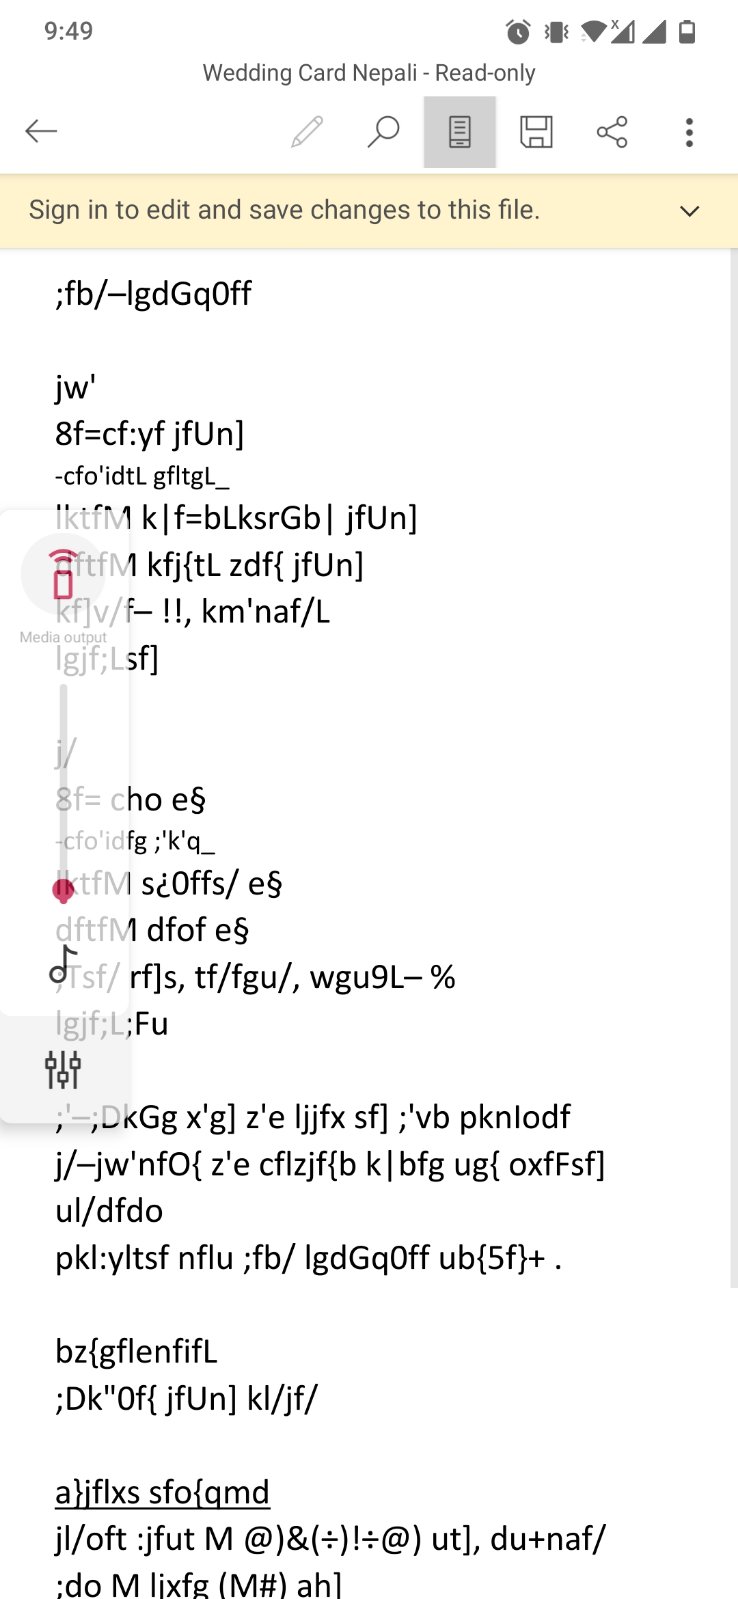 9:49
Wedding Card Nepali - Read-only
Sign in to edit and save changes to this file.
;fb/–lgdGq0ff
jw'
8f=cf:yf jfUn]
-cfo'idtL gfltgL_
lktfM k|f=bLksrGb| jfUn]
dftfM kfj{tL zdf{ jfUn]
kf]v/f– !!, km'naf/L
Media output
lgjf;Lsf]
j/
8f= cho e§
-cfo'idfg ;'k'q_
lktfM s¿0ffs/ e§
dftfM dfof e§
;Tsf/ rf]s, tf/fgu/, wgu9L– %
lgjf;L;Fu
;'–;DkGg x'g] z'e ljjfx sf] ;'vb pknIodf
j/–jw'nfO{ z'e cflzjf{b k|bfg ug{ oxfFsf]
ul/dfdo
pkl:yltsf nflu ;fb/ lgdGq0ff ub{5f}+ .
bz{gflenfifL
;Dk"0f{ jfUn] kl/jf/
a}jflxs sfo{qmd
jl/oft :jfut M @)&(÷)!÷@) ut], du+naf/
;do M ljxfg (M#) ah]